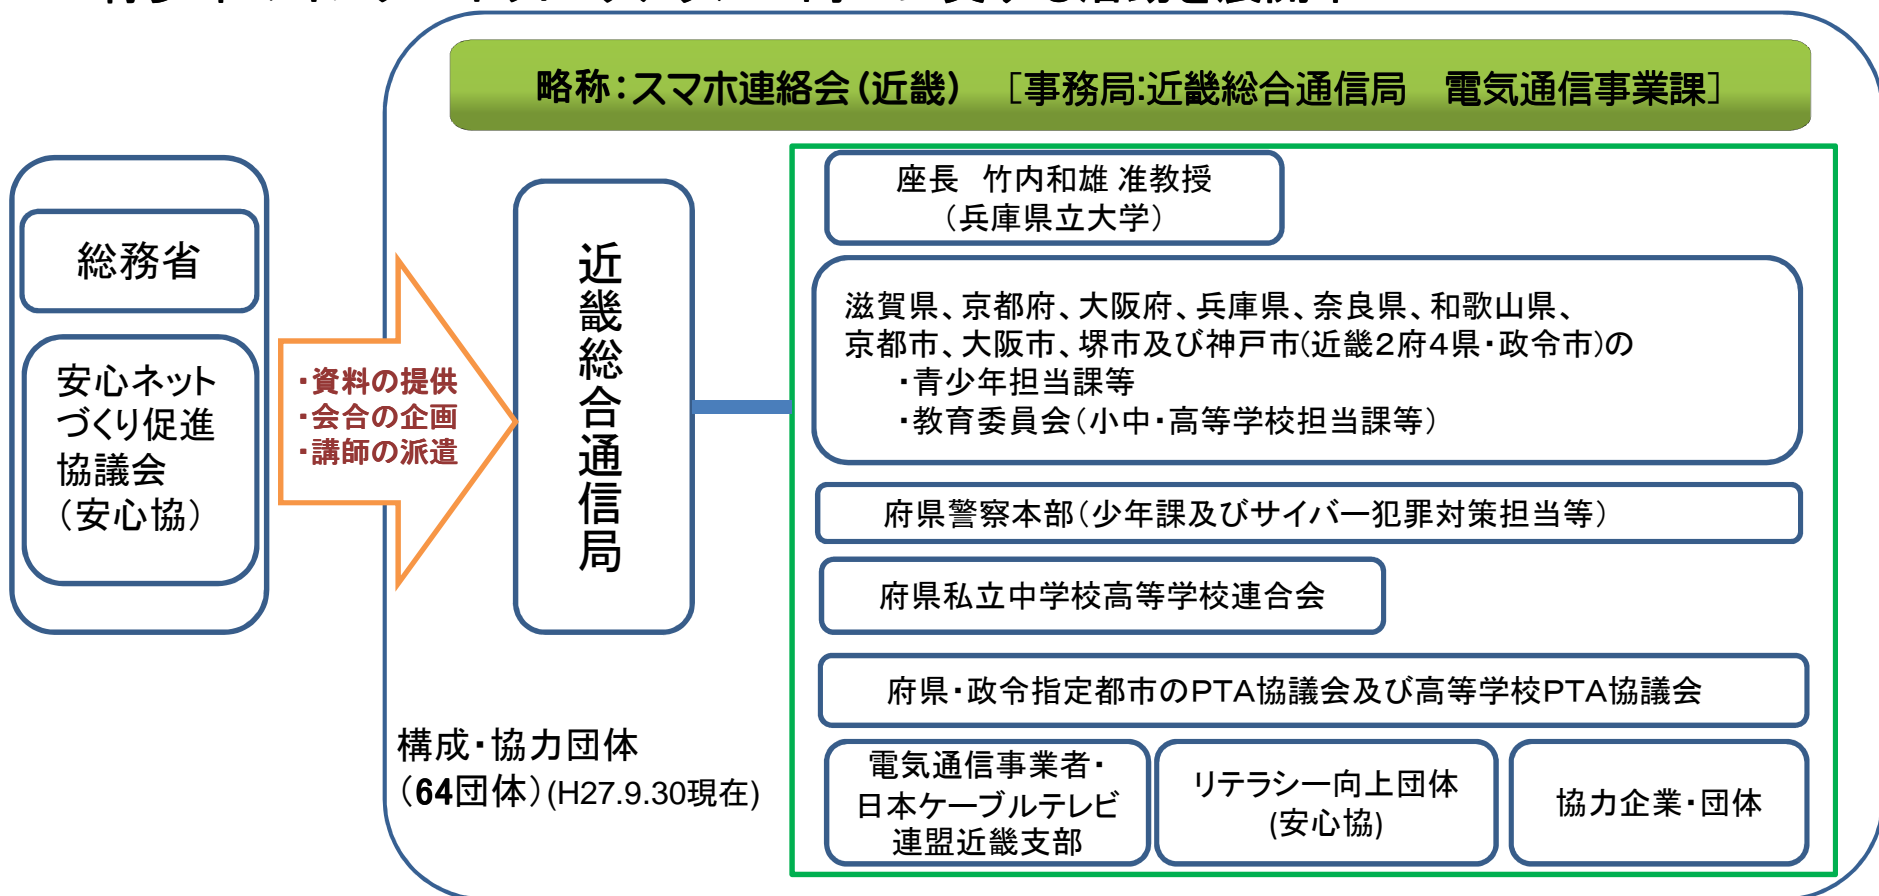 略称：スマホ連絡会（近畿）　［事務局：近畿総合通信局　電気通信事業課］
総務省
安心ネット
づくり促進
協議会
（安心協）
・資料の提供
・会合の企画
・講師の派遣
近畿総合通信局
座長　竹内和雄 准教授
（兵庫県立大学）
滋賀県、京都府、大阪府、兵庫県、奈良県、和歌山県、
京都市、大阪市、堺市及び神戸市(近畿２府４県・政令市)の
・青少年担当課等
・教育委員会（小中・高等学校担当課等）
府県警察本部（少年課及びサイバー犯罪対策担当等）
府県私立中学校高等学校連合会
府県・政令指定都市のPTA協議会及び高等学校PTA協議会
電気通信事業者・
日本ケーブルテレビ
連盟近畿支部
リテラシー向上団体
(安心協)
協力企業・団体
構成・協力団体
（64団体）(H27.9.30現在)